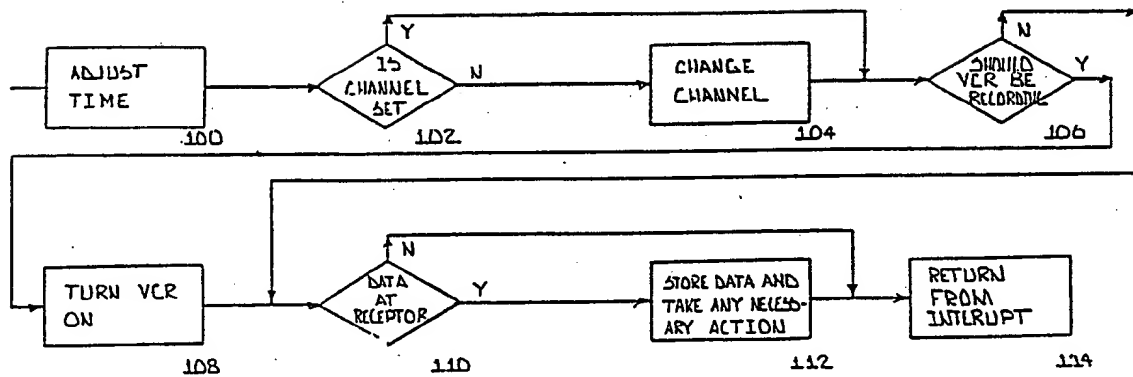 ADJUST
TIME
100
Y
IS
CHANNEL
SET
N
102
CHANGE
CHANNEL
104
N
SHOULD
VCR BE
RECORDING
Y
106
TURN VCR
ON
108
N
DATA
AT
RECEPTOR
Y
110
STORE DATA AND
TAKE ANY NECESS-
ARY ACTION
112
RETURN
FROM
INTERUPT
114